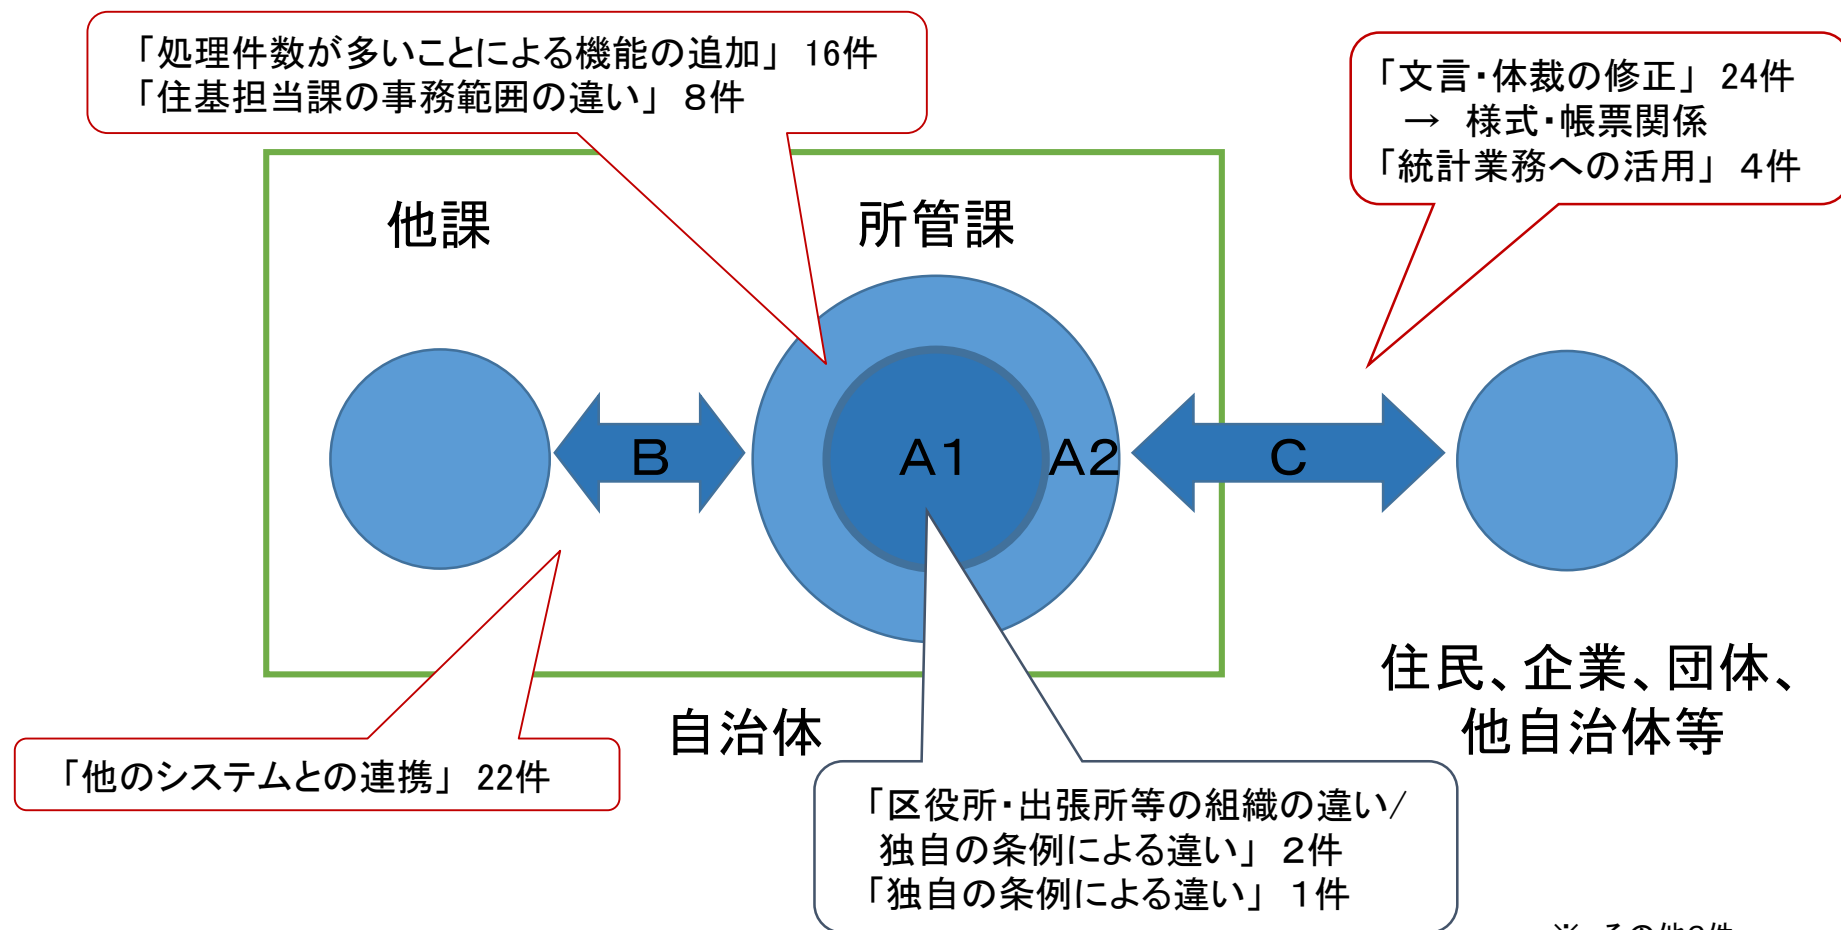 「処理件数が多いことによる機能の追加」 16件
「住基担当課の事務範囲の違い」 8件
「文言・体裁の修正」 24件
→ 様式・帳票関係
「統計業務への活用」 4件
他課
所管課
B
A1
A2
C
住民、企業、団体、
他自治体等
自治体
「他のシステムとの連携」 22件
「区役所・出張所等の組織の違い/
独自の条例による違い」 2件
「独自の条例による違い」 1件